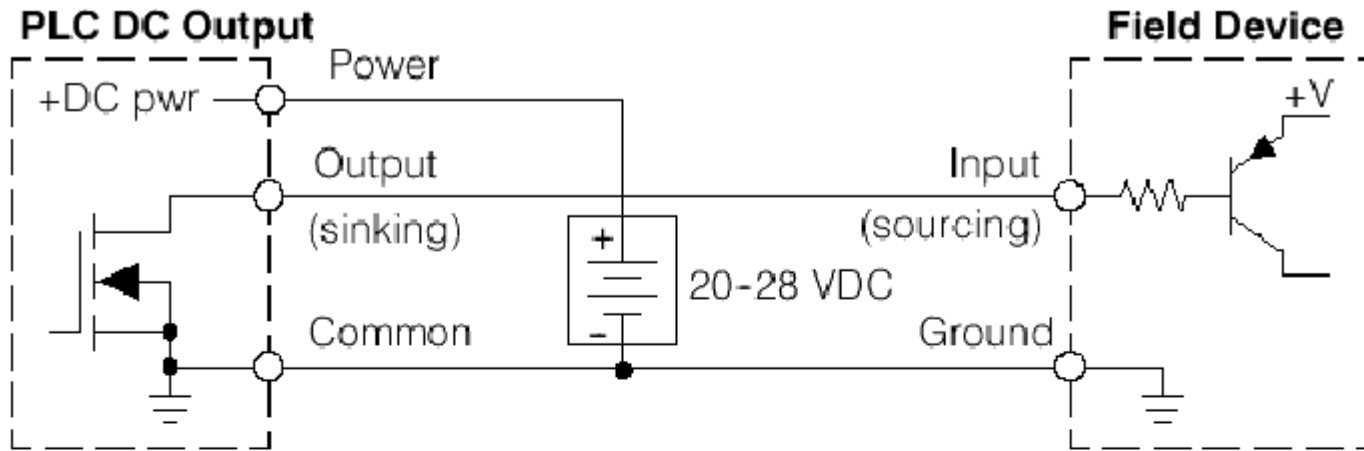 PLC DC Output
Field Device
Power
+DC pwr
+V
Output
(sinking)
Input
(sourcing)
+
20-28 VDC
–
Common
Ground